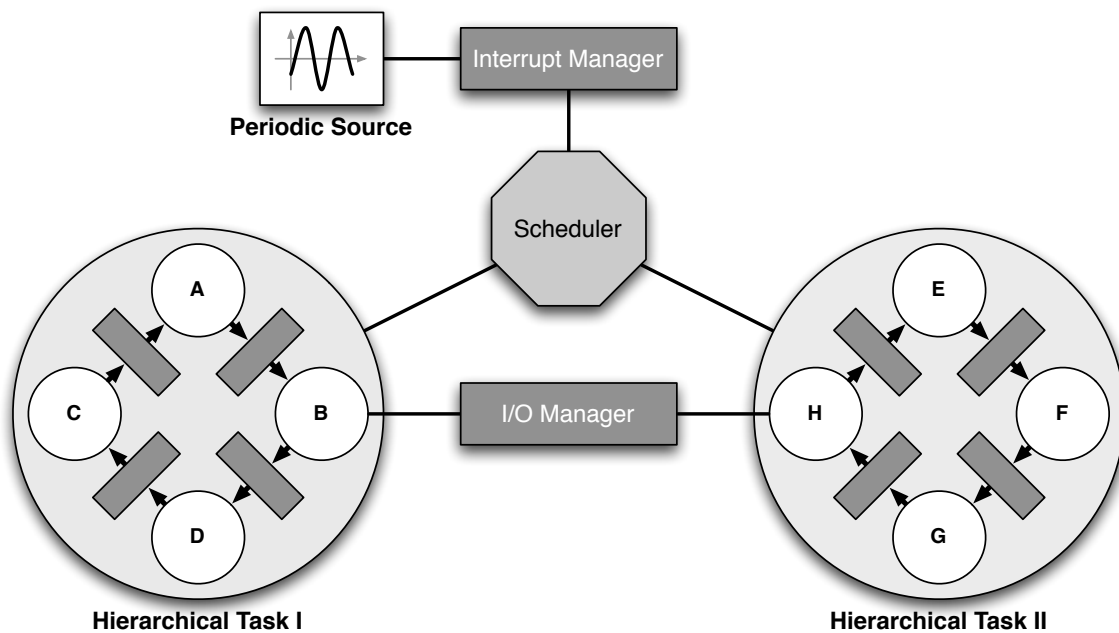 Interrupt Manager
Periodic Source
Scheduler
A
E
C
B
I/O Manager
H
F
D
G
Hierarchical Task I
Hierarchical Task II